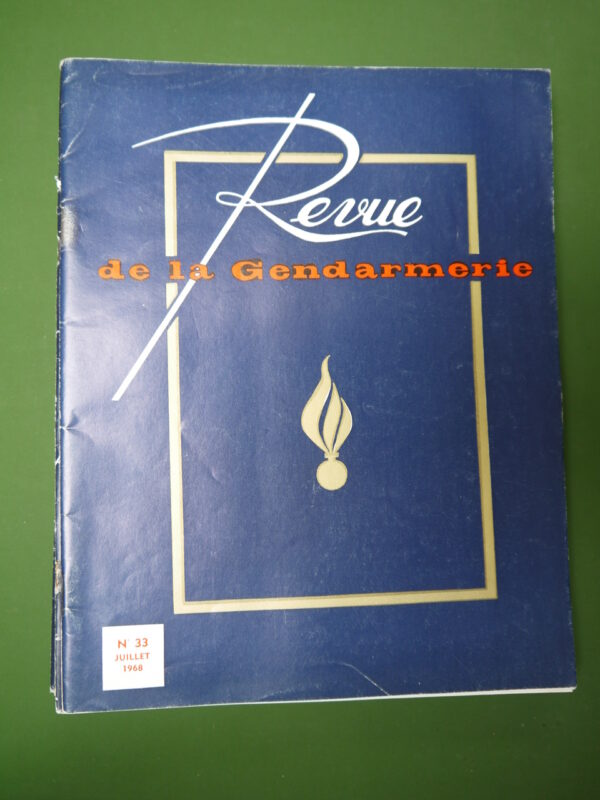 Revue
de la Gendarmerie
N° 33
JUILLET
1968